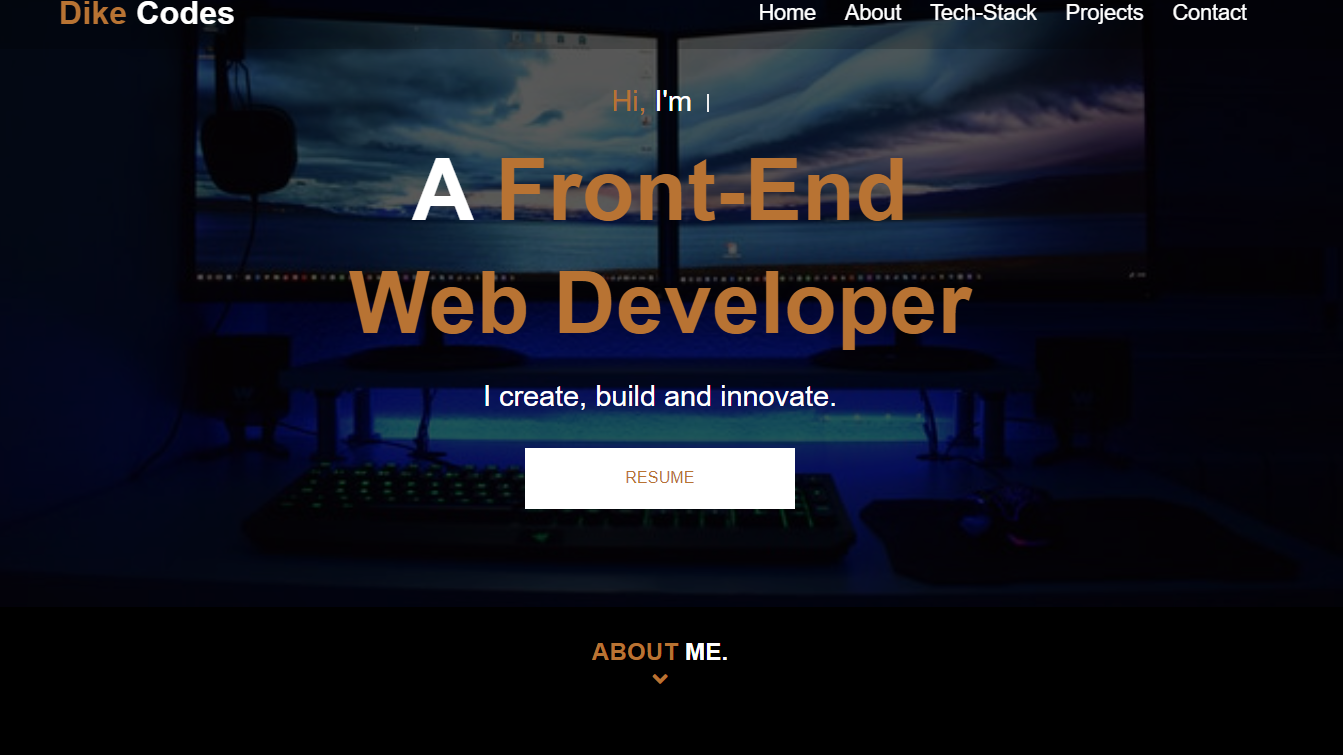 Dike Codes
Home About Tech-Stack Projects Contact
Hi, I'm |
A Front-End
Web Developer
I create, build and innovate.
RESUME
ABOUT ME.